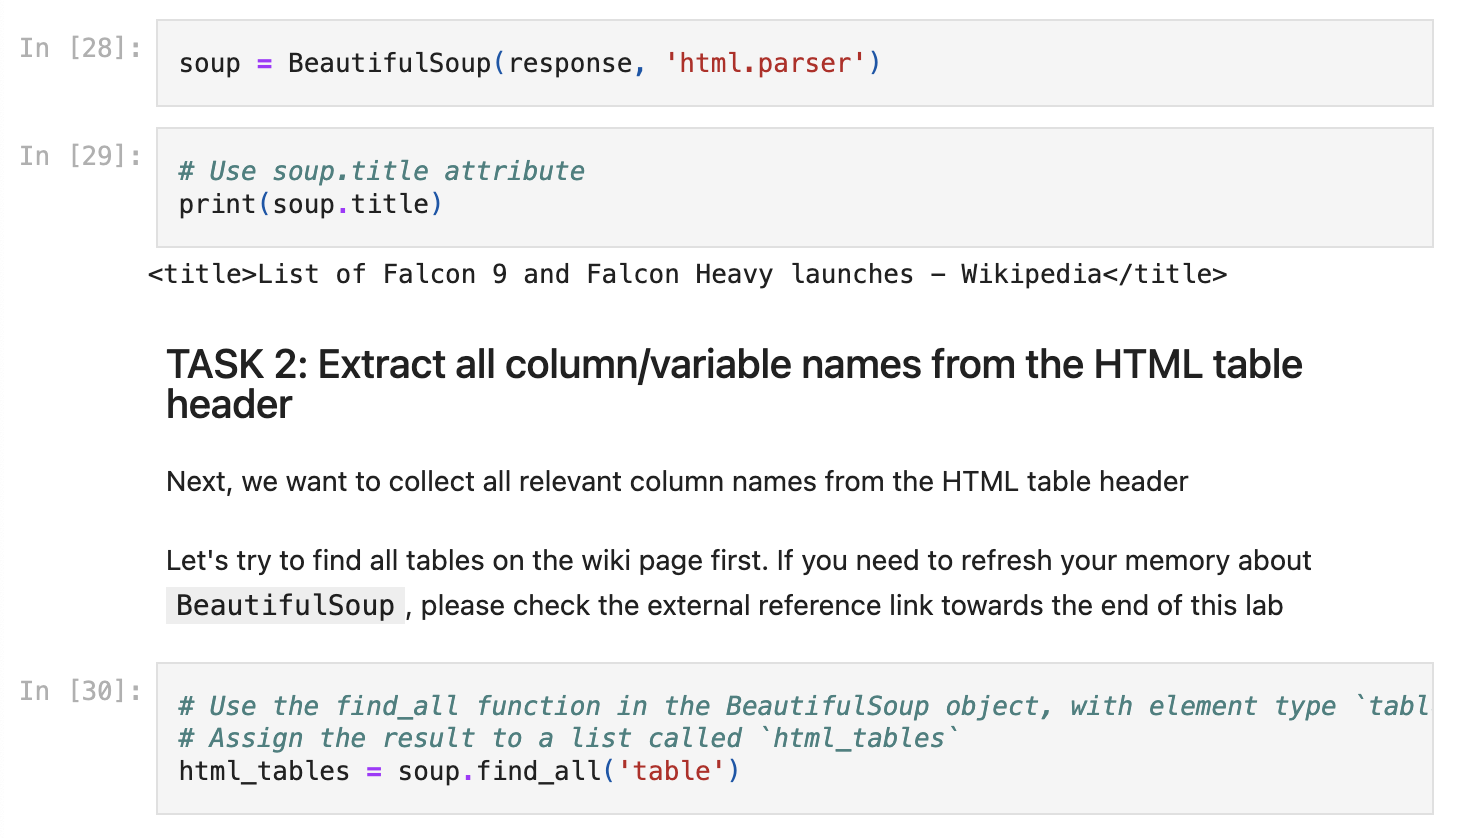 In [28]:
soup = BeautifulSoup(response, 'html.parser')
In [29]:
# Use soup.title attribute
print(soup.title)
<title>List of Falcon 9 and Falcon Heavy launches - Wikipedia</title>
TASK 2: Extract all column/variable names from the HTML table
header
Next, we want to collect all relevant column names from the HTML table header
Let's try to find all tables on the wiki page first. If you need to refresh your memory about
BeautifulSoup , please check the external reference link towards the end of this lab
In [30]:
# Use the find_all function in the BeautifulSoup object, with element type `tabl
# Assign the result to a list called `html_tables`
html_tables = soup.find_all('table')